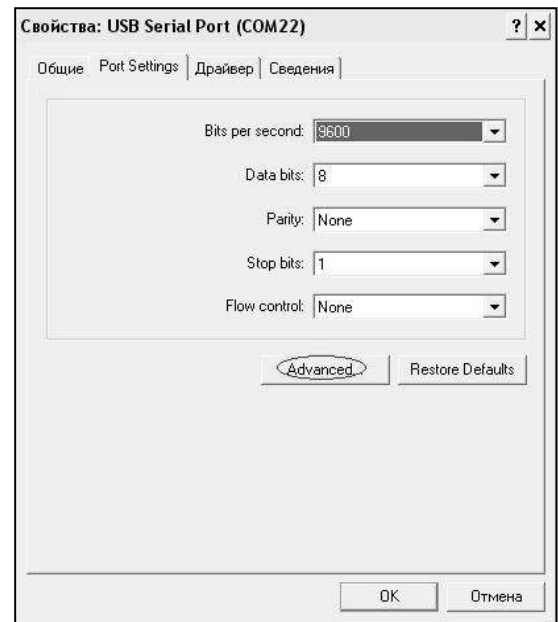 Свойства: USB Serial Port (COM22)
? ×
Общие Port Settings Драйвер Сведения
Bits per second: 9600
Data bits: 8
Parity: None
Stop bits: 1
Flow control: None
Advanced... Restore Defaults
OK Отмена